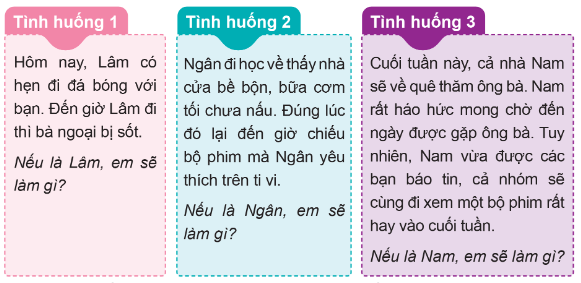 Tình huống 1
Hôm nay, Lâm có
hẹn đi đá bóng với
bạn. Đến giờ Lâm đi
thì bà ngoại bị sốt.
Nếu là Lâm, em sẽ
làm gì?
Tình huống 2
Ngân đi học về thấy nhà
cửa bề bộn, bữa cơm
tối chưa nấu. Đúng lúc
đó lại đến giờ chiếu
bộ phim mà Ngân yêu
thích trên ti vi.
Nếu là Ngân, em sẽ
làm gì?
Tình huống 3
Cuối tuần này, cả nhà Nam
sẽ về quê thăm ông bà. Nam
rất háo hức mong chờ đến
ngày được gặp ông bà. Tuy
nhiên, Nam vừa được các
bạn báo tin, cả nhóm sẽ
cùng đi xem một bộ phim rất
hay vào cuối tuần.
Nếu là Nam, em sẽ làm gì?